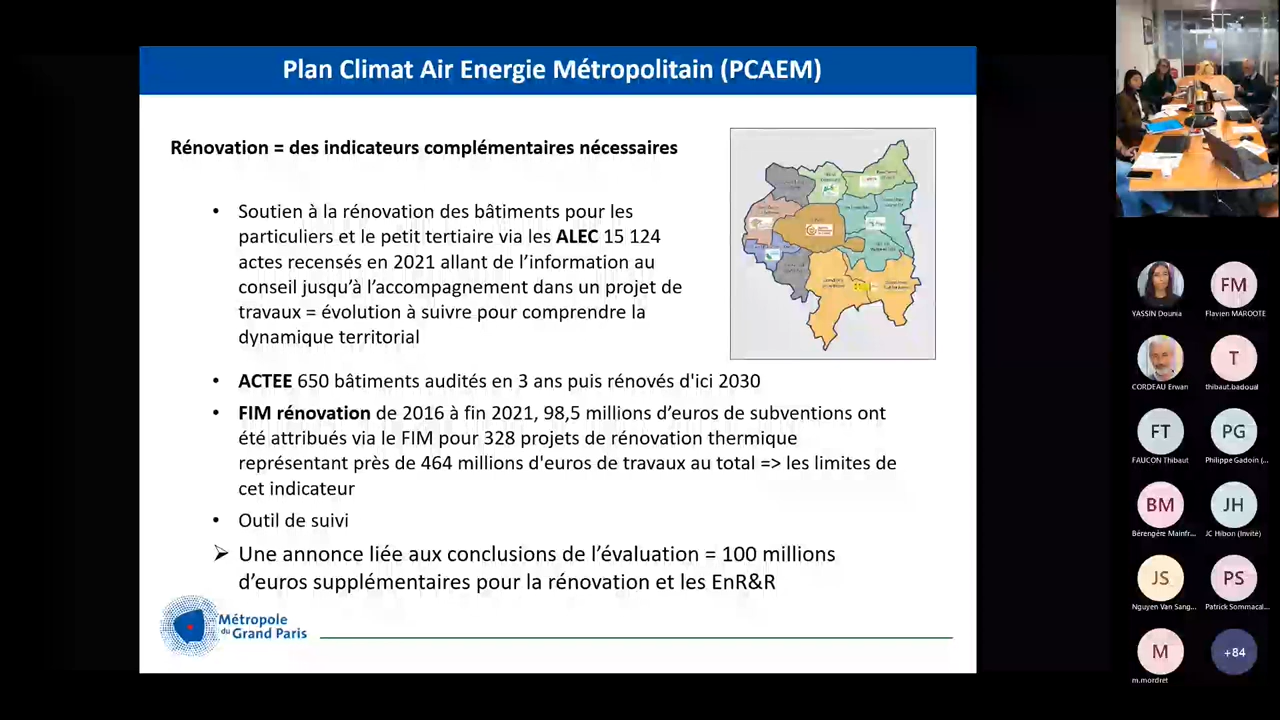 Plan Climat Air Energie Métropolitain (PCAEM)
Rénovation = des indicateurs complémentaires nécessaires
• Soutien à la rénovation des bâtiments pour les
particuliers et le petit tertiaire via les ALEC 15 124
actes recensés en 2021 allant de l’information au
conseil jusqu’à l’accompagnement dans un projet de
travaux = évolution à suivre pour comprendre la
dynamique territorial
• ACTEE 650 bâtiments audités en 3 ans puis rénovés d'ici 2030
• FIM rénovation de 2016 à fin 2021, 98,5 millions d’euros de subventions ont
été attribués via le FIM pour 328 projets de rénovation thermique
représentant près de 464 millions d'euros de travaux au total => les limites de
cet indicateur
• Outil de suivi
➢ Une annonce liée aux conclusions de l’évaluation = 100 millions
d’euros supplémentaires pour la rénovation et les EnR&R
Métropole
du Grand Paris
YASSIN Dounia
FM
Flavien MAROOTE
CORDEAU Erwan
T
thibaut.badoual
FT
FAUCON Thibaut
PG
Philippe Gadoin (...
BM
Bérengère Mainfr...
JH
JC Hibon (Invité)
JS
Nguyen Van Sang...
PS
Patrick Sommacal...
M
m.mordret
+84